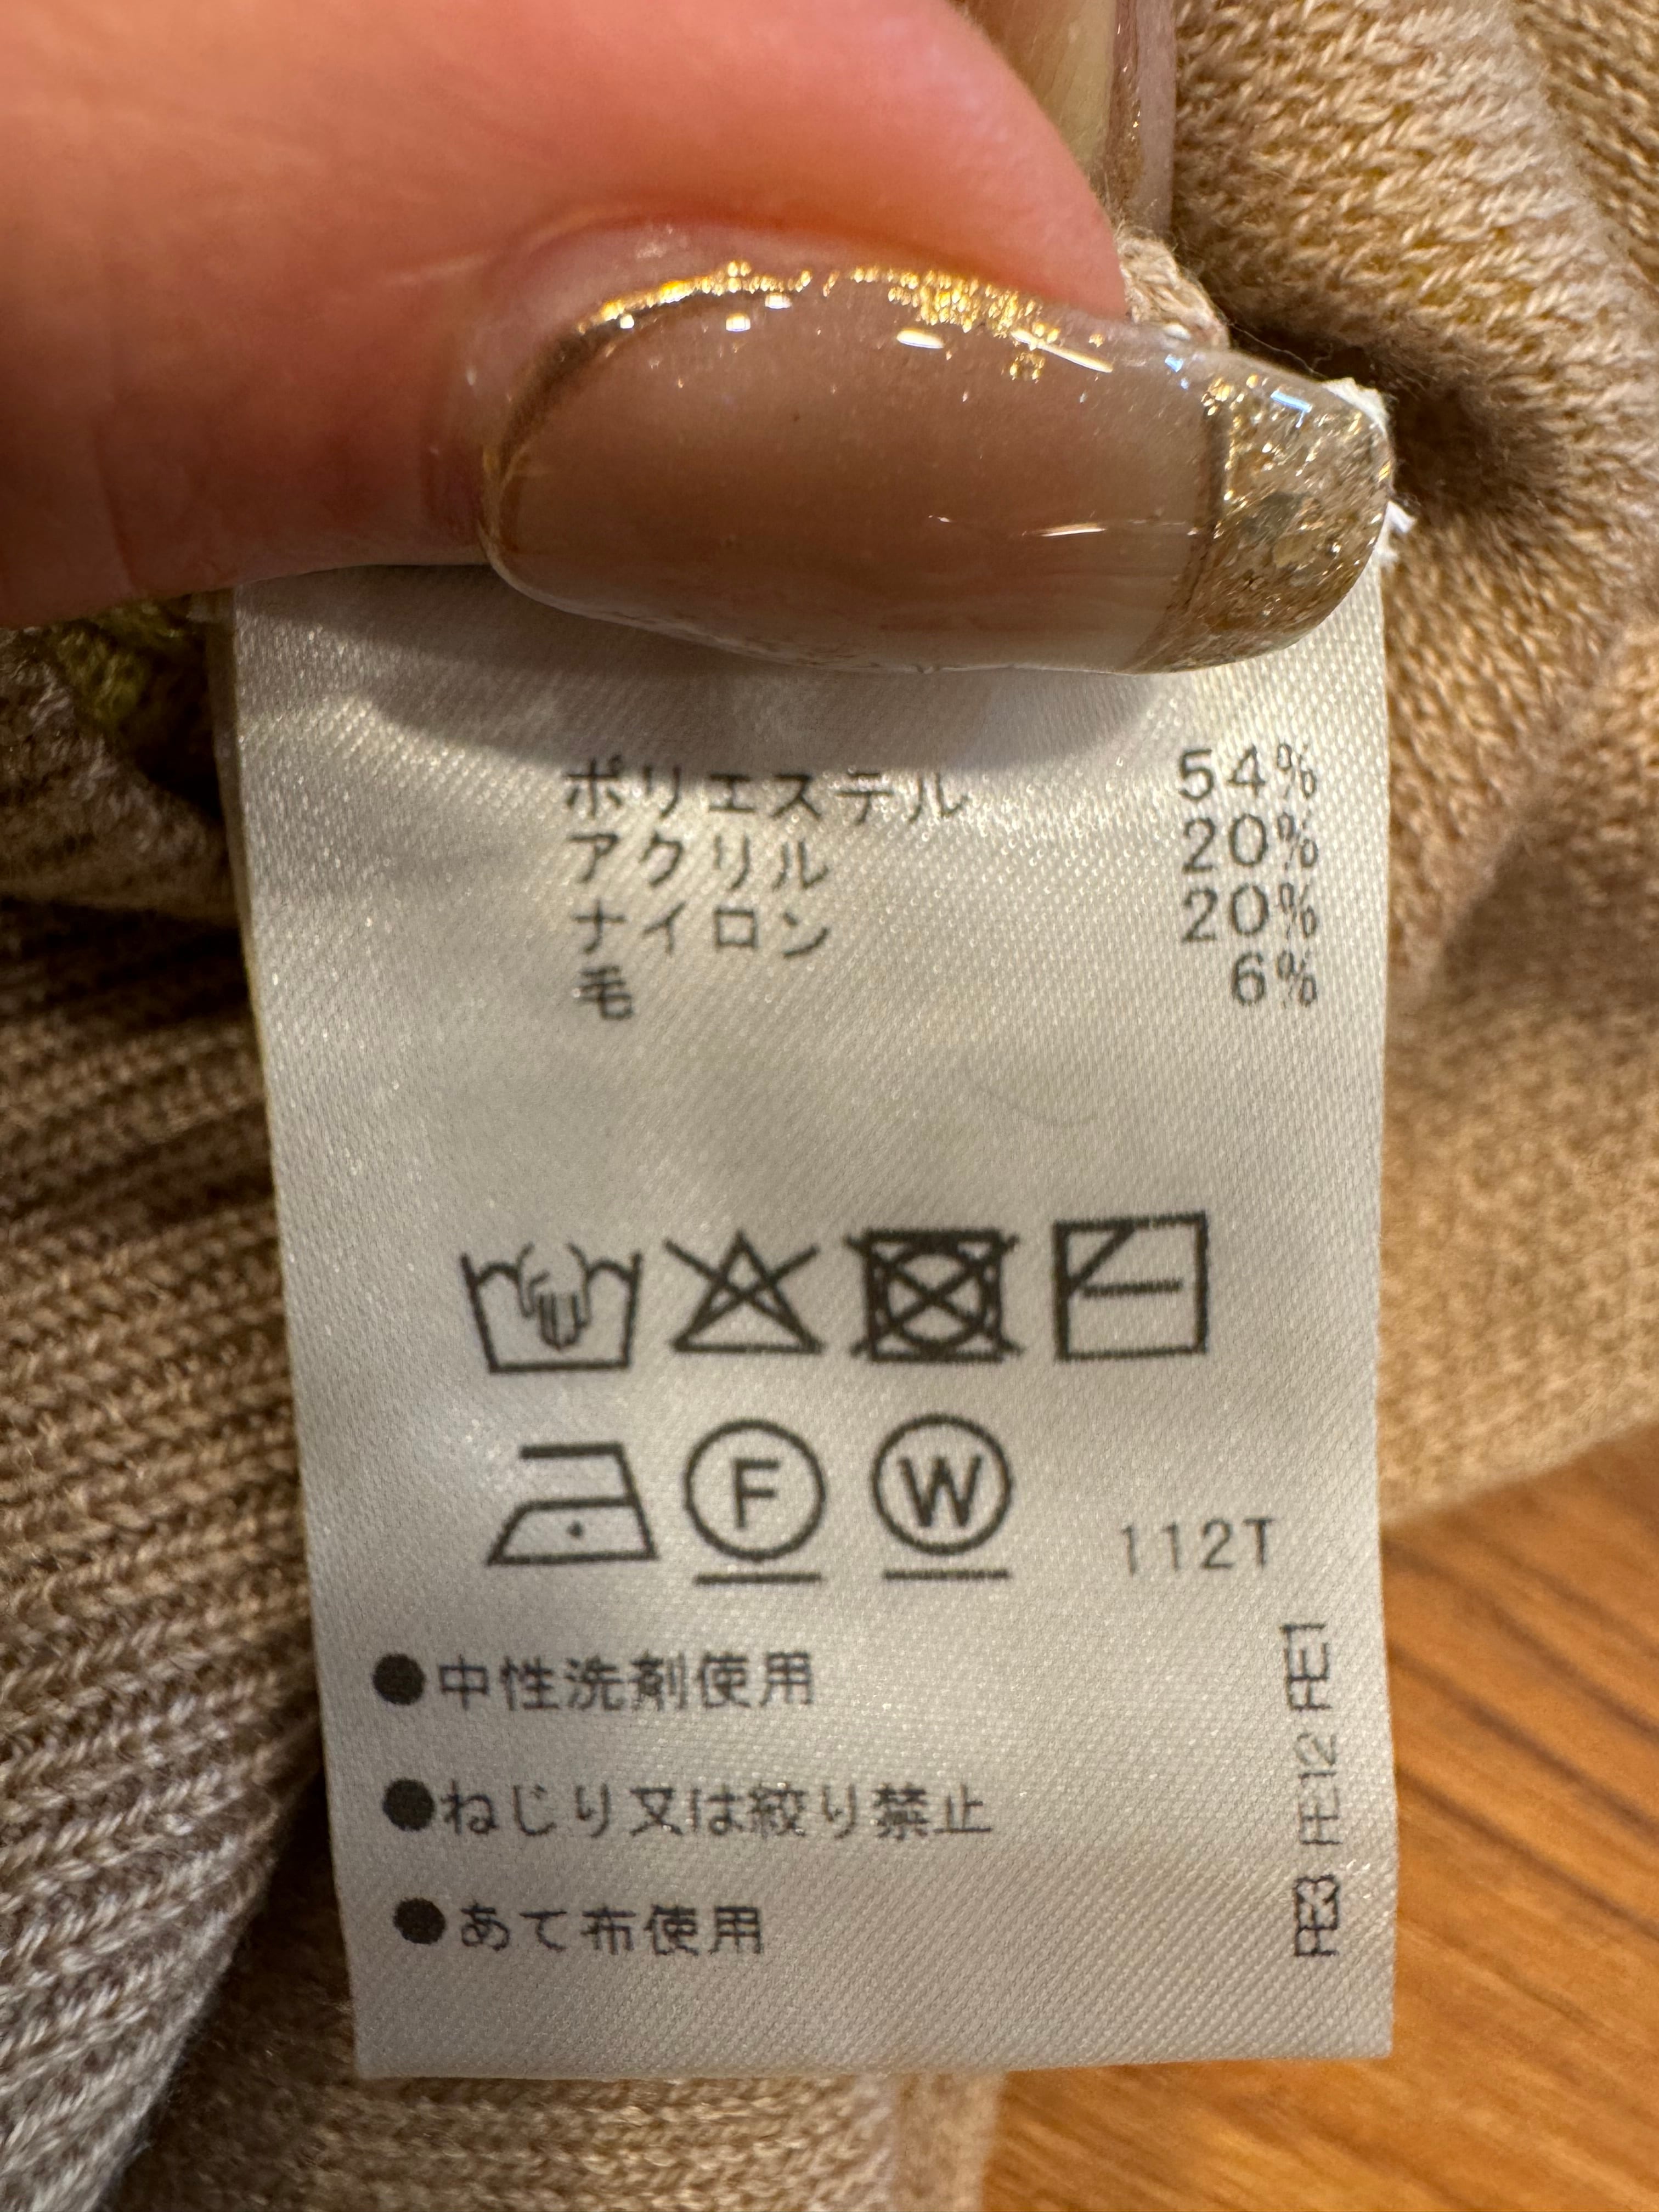 ポリエステル 54%
アクリル 20%
ナイロン 20%
毛 6%
F W 112T
●中性洗剤使用
●ねじり又は絞り禁止
●あて布使用
FE12